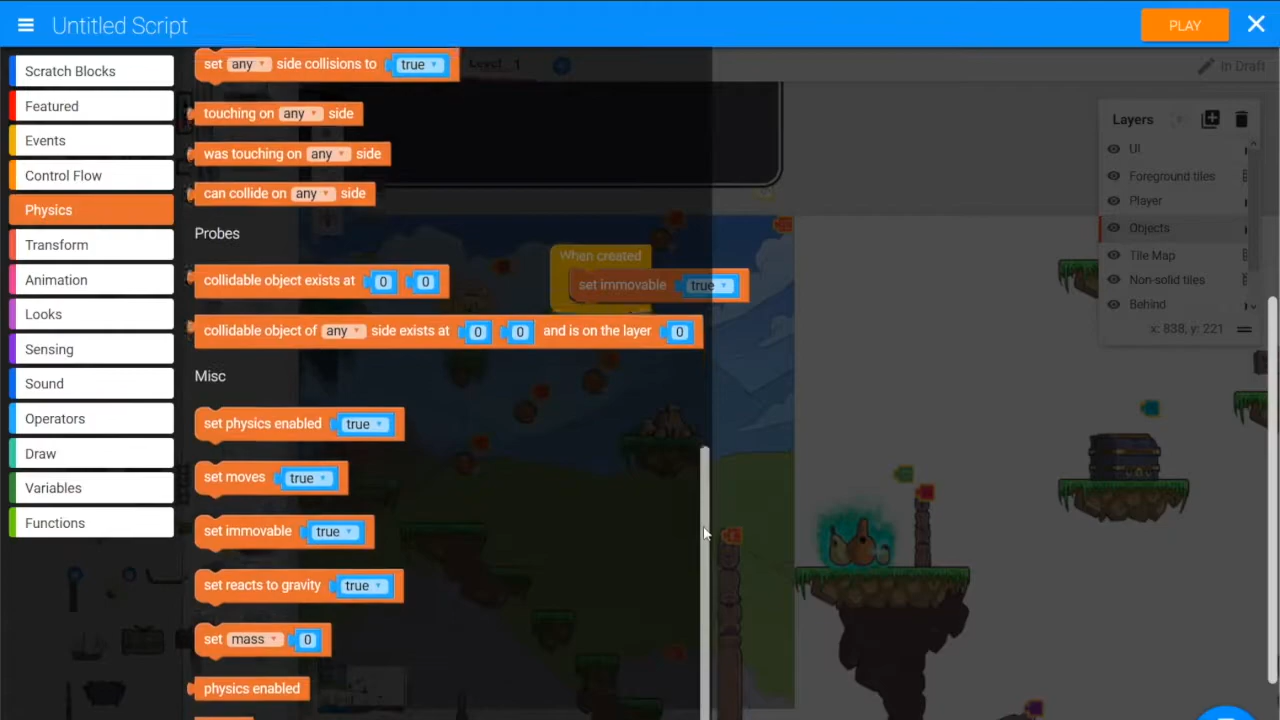 Untitled Script
PLAY
Scratch Blocks
Featured
Events
Control Flow
Physics
Transform
Animation
Looks
Sensing
Sound
Operators
Draw
Variables
Functions
set any side collisions to true
touching on any side
was touching on any side
can collide on any side
Probes
collidable object exists at 0 0
collidable object of any side exists at 0 0 and is on the layer 0
Misc
set physics enabled true
set moves true
set immovable true
set reacts to gravity true
set mass 0
physics enabled
When created
set immovable true
In Draft
Layers
UI
Foreground tiles
Player
Objects
Tile Map
Non-solid tiles
Behind
x: 838, y: 221